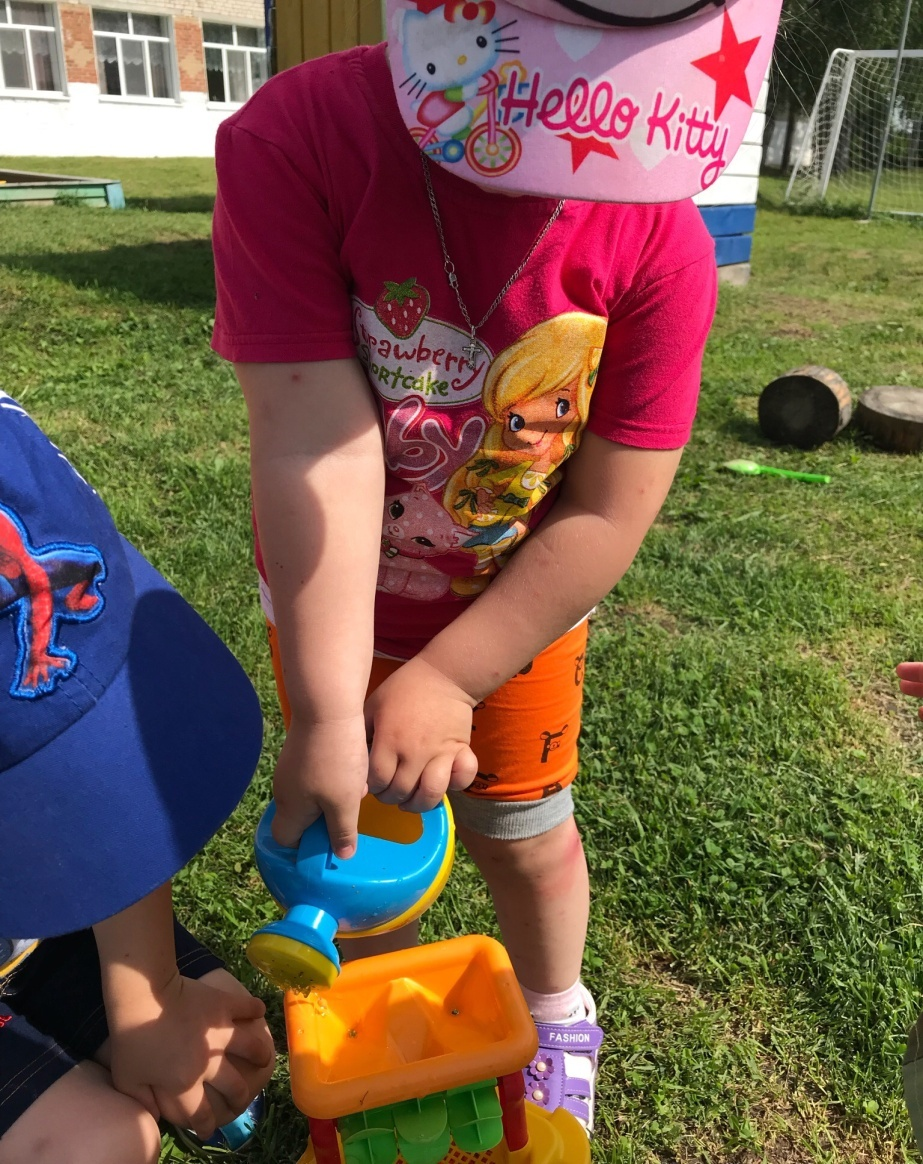 Hello Kitty
Strawberry
Shortcake
FASHION
F